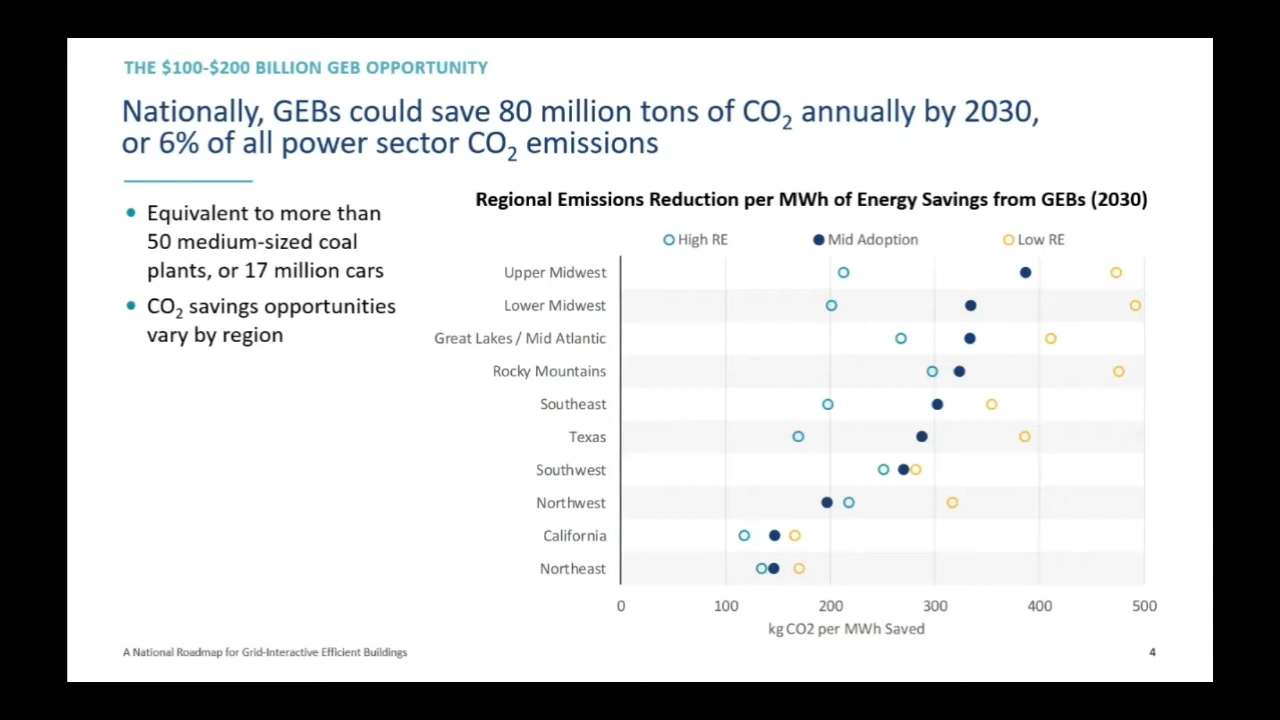 THE $100-$200 BILLION GEB OPPORTUNITY
Nationally, GEBs could save 80 million tons of CO2 annually by 2030,
or 6% of all power sector CO2 emissions
• Equivalent to more than
50 medium-sized coal
plants, or 17 million cars
• CO2 savings opportunities
vary by region
Regional Emissions Reduction per MWh of Energy Savings from GEBs (2030)
High RE Mid Adoption Low RE
Upper Midwest
Lower Midwest
Great Lakes / Mid Atlantic
Rocky Mountains
Southeast
Texas
Southwest
Northwest
California
Northeast
0 100 200 300 400 500
kg CO2 per MWh Saved
A National Roadmap for Grid-Interactive Efficient Buildings
4